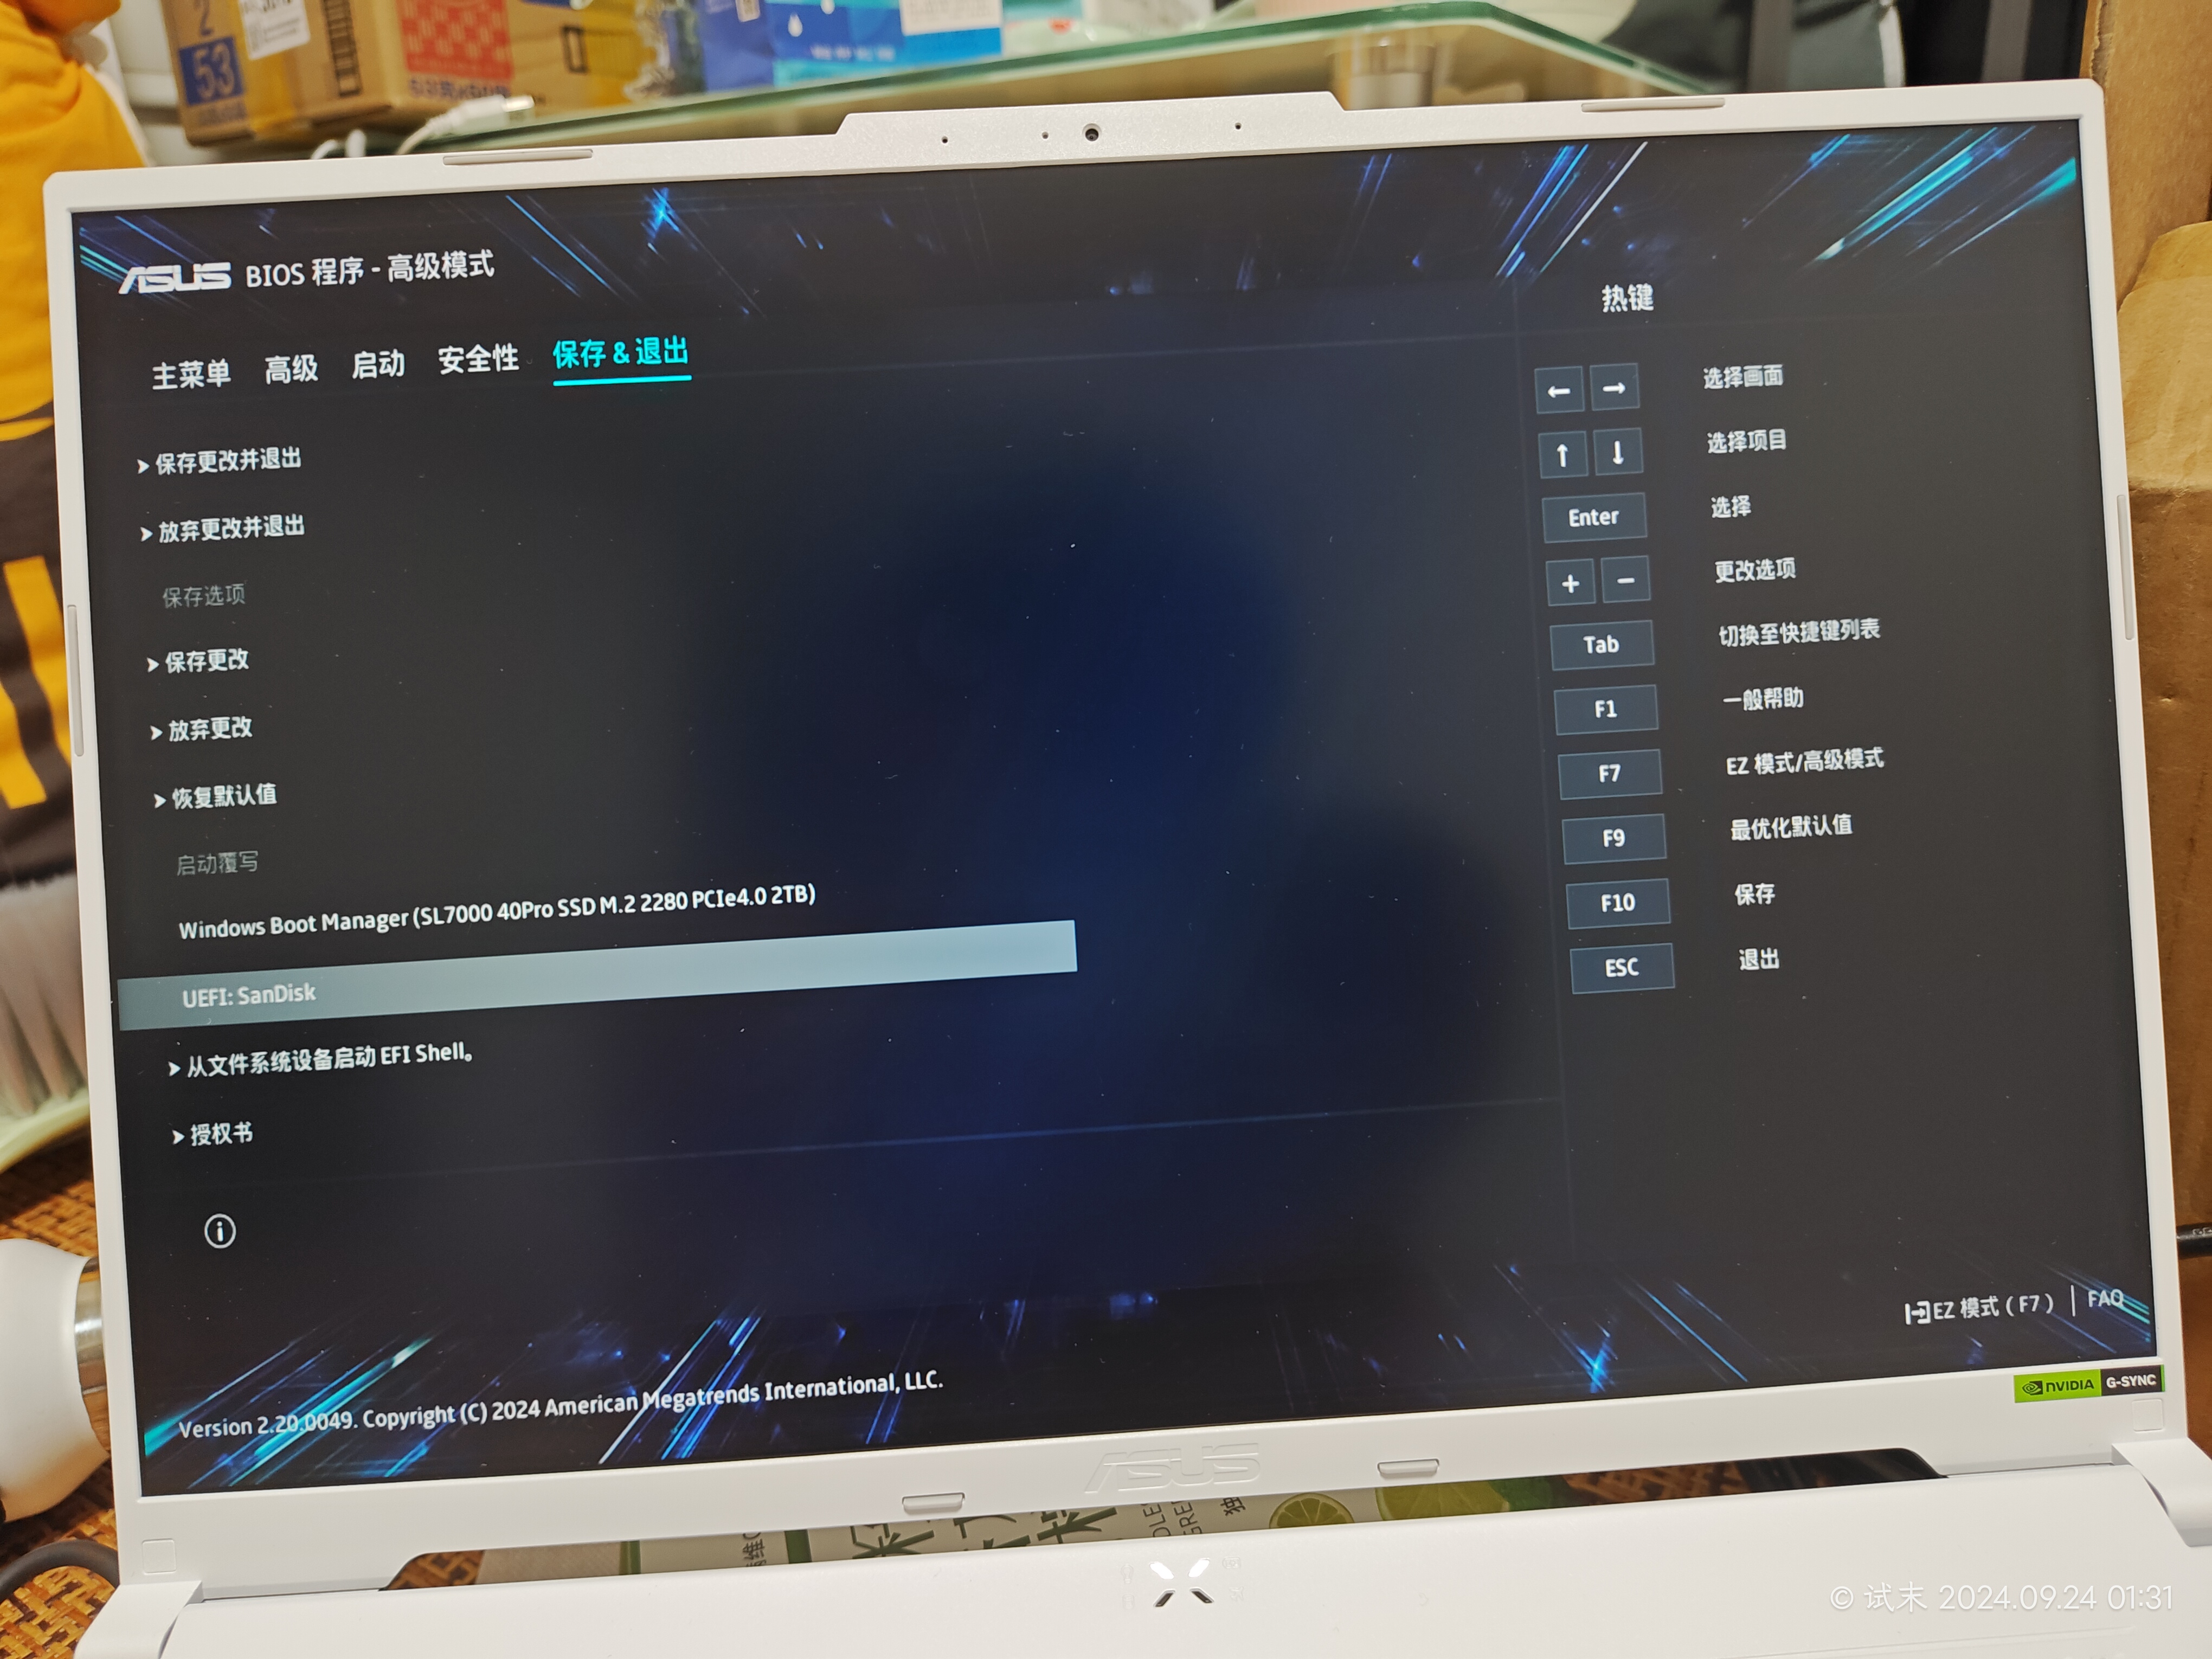 53
ASUS BIOS 程序 - 高级模式
主菜单 高级 启动 安全性 保存 & 退出
保存更改并退出
放弃更改并退出
保存选项
保存更改
放弃更改
恢复默认值
启动覆写
Windows Boot Manager (SL7000 40Pro SSD M.2 2280 PCIe4.0 2TB)
UEFI: SanDisk
从文件系统设备启动 EFI Shell。
授权书
热键
← → 选择画面
↑ ↓ 选择项目
Enter 选择
+ − 更改选项
Tab 切换至快捷键列表
F1 一般帮助
F7 EZ 模式/高级模式
F9 最优化默认值
F10 保存
ESC 退出
EZ 模式 ( F7 ) | FAQ
Version 2.20.0049. Copyright (C) 2024 American Megatrends International, LLC.
NVIDIA G-SYNC
ASUS
© 试末 2024.09.24 01:31